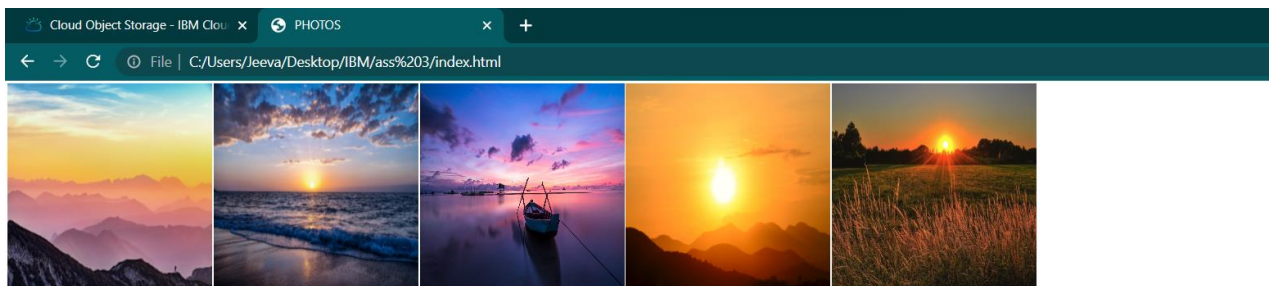 Cloud Object Storage - IBM Clou
PHOTOS
File | C:/Users/Jeeva/Desktop/IBM/ass%203/index.html